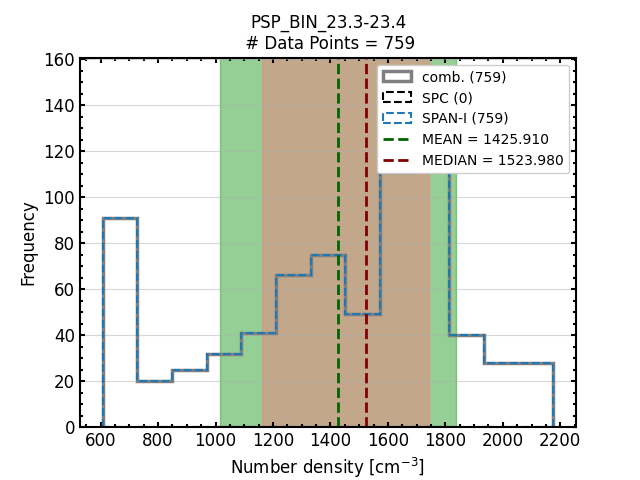 PSP_BIN_23.3-23.4
# Data Points = 759
160
140
120
100
80
60
40
20
0
Frequency
comb. (759)
SPC (0)
SPAN-I (759)
MEAN = 1425.910
MEDIAN = 1523.980
600 800 1000 1200 1400 1600 1800 2000 2200
Number density [cm⁻³]